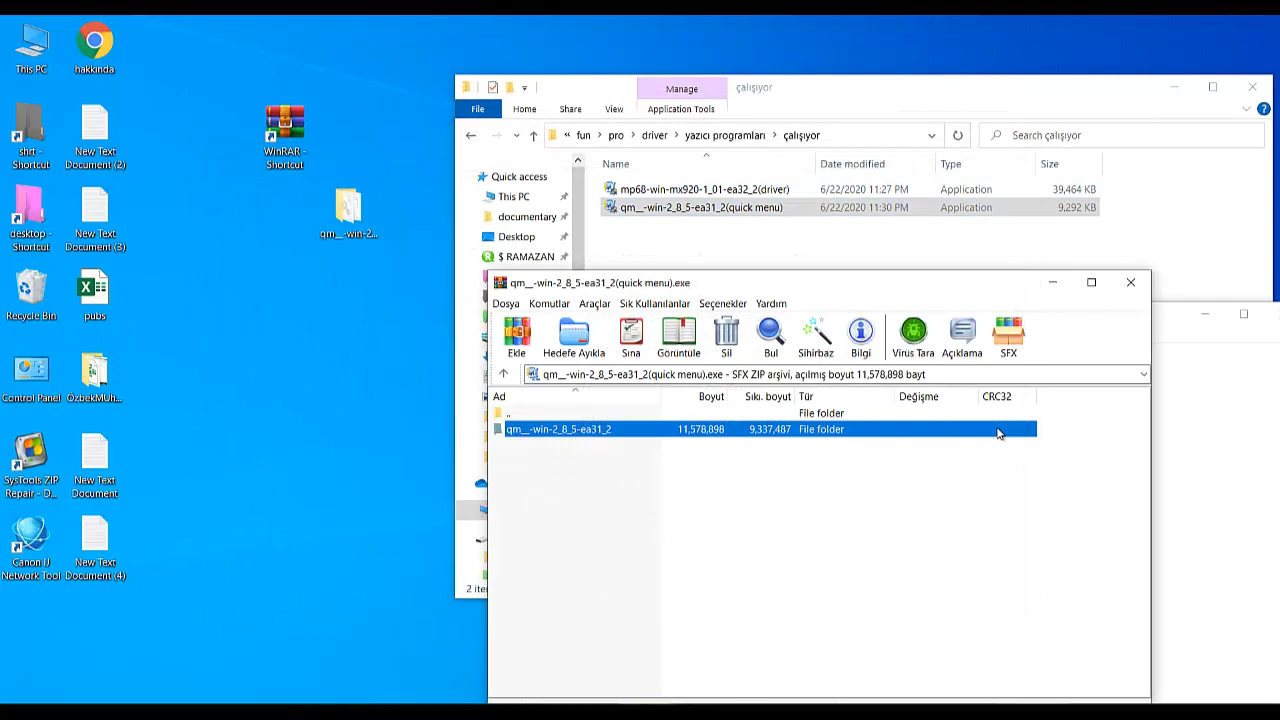 This PC
hakkında
shrt -
Shortcut
New Text
Document (2)
WinRAR -
Shortcut
desktop -
Shortcut
New Text
Document (3)
qm__-win-2...
Recycle Bin
pubs
Control Panel
ÖzbekMUh...
SysTools ZIP
Repair - D...
New Text
Document
Canon IJ
Network Tool
New Text
Document (4)
Manage
çalışıyor
File
Home
Share
View
Application Tools
« fun › pro › driver › yazıcı programları › çalışıyor
Search çalışıyor
Name
Date modified
Type
Size
Quick access
This PC
documentary
Desktop
$ RAMAZAN
mp68-win-mx920-1_01-ea32_2(driver) 6/22/2020 11:27 PM Application 39,464 KB
qm__-win-2_8_5-ea31_2(quick menu) 6/22/2020 11:30 PM Application 9,292 KB
2 iter
qm__-win-2_8_5-ea31_2(quick menu).exe
Dosya Komutlar Araçlar Sık Kullanılanlar Seçenekler Yardım
Ekle Hedefe Ayıkla Sına Görüntüle Sil Bul Sihirbaz Bilgi Virüs Tara Açıklama SFX
qm__-win-2_8_5-ea31_2(quick menu).exe - SFX ZIP arşivi, açılmış boyut 11,578,898 bayt
Ad Boyut Sıkı. boyut Tür Değişme CRC32
.. File folder
qm__-win-2_8_5-ea31_2 11,578,898 9,337,487 File folder